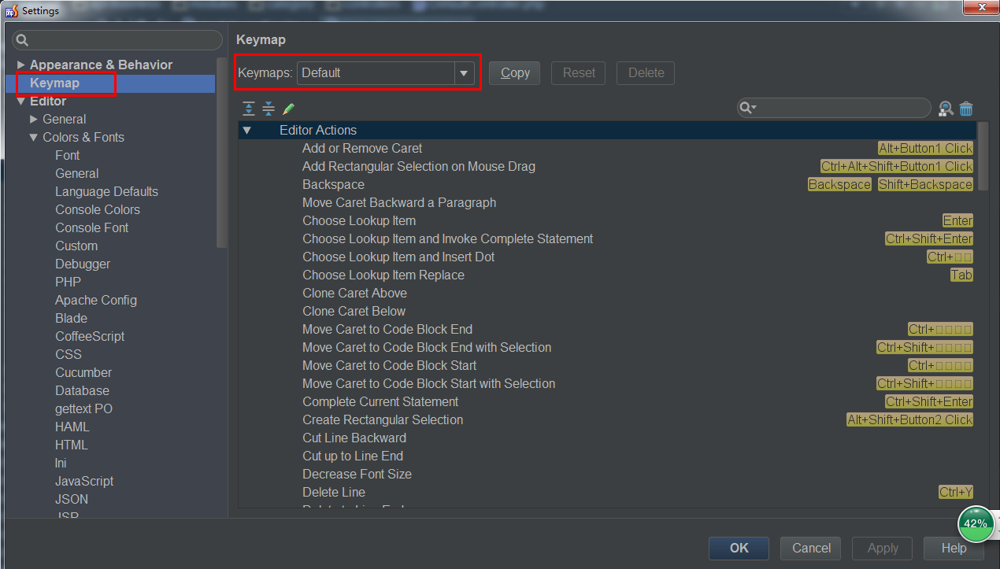 Settings
Appearance & Behavior
Keymap
Editor
General
Colors & Fonts
Font
General
Language Defaults
Console Colors
Console Font
Custom
Debugger
PHP
Apache Config
Blade
CoffeeScript
CSS
Cucumber
Database
gettext PO
HAML
HTML
Ini
JavaScript
JSON
JSP
Keymap
Keymaps: Default Copy Reset Delete
Editor Actions
Add or Remove Caret Alt+Button1 Click
Add Rectangular Selection on Mouse Drag Ctrl+Alt+Shift+Button1 Click
Backspace Backspace Shift+Backspace
Move Caret Backward a Paragraph
Choose Lookup Item Enter
Choose Lookup Item and Invoke Complete Statement Ctrl+Shift+Enter
Choose Lookup Item and Insert Dot Ctrl+□□
Choose Lookup Item Replace Tab
Clone Caret Above
Clone Caret Below
Move Caret to Code Block End Ctrl+□□□□
Move Caret to Code Block End with Selection Ctrl+Shift+□□□□
Move Caret to Code Block Start Ctrl+□□□□
Move Caret to Code Block Start with Selection Ctrl+Shift+□□□□
Complete Current Statement Ctrl+Shift+Enter
Create Rectangular Selection Alt+Shift+Button2 Click
Cut Line Backward
Cut up to Line End
Decrease Font Size
Delete Line Ctrl+Y
42%
OK Cancel Apply Help